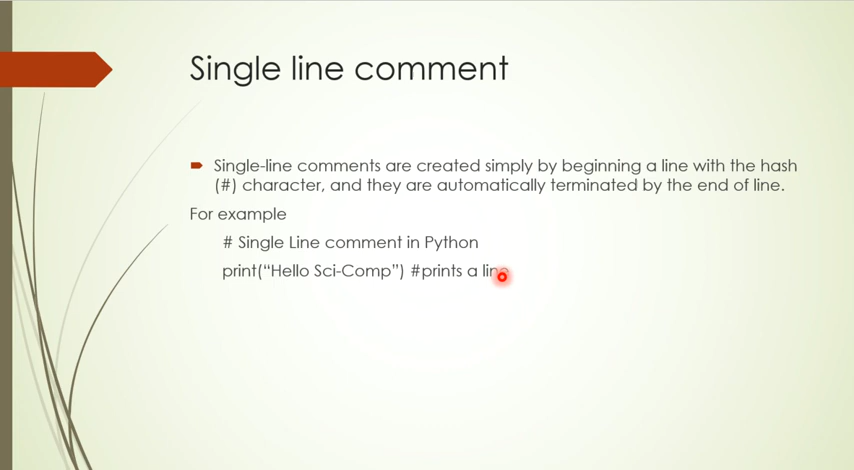 Single line comment
Single-line comments are created simply by beginning a line with the hash
(#) character, and they are automatically terminated by the end of line.
For example
# Single Line comment in Python
print(“Hello Sci-Comp”) #prints a line